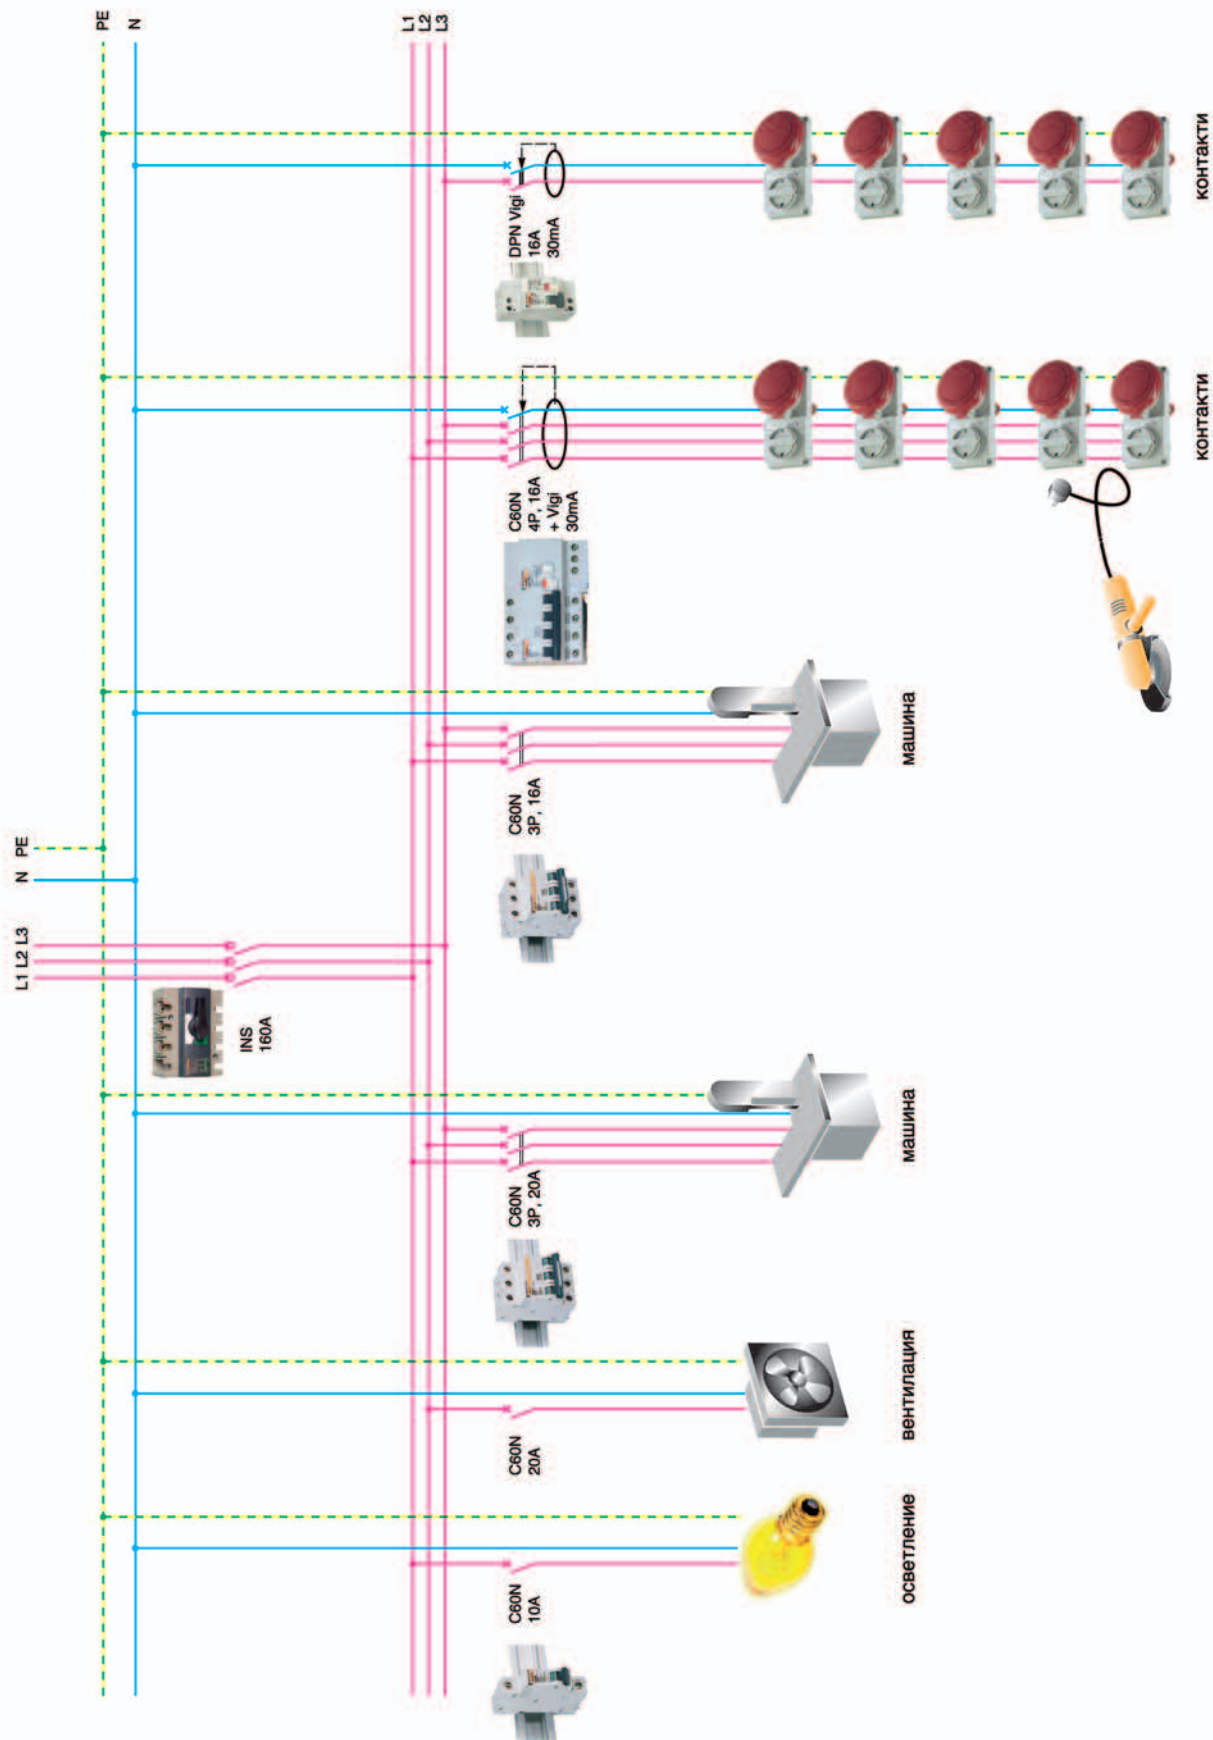 L1 L2 L3
N
PE
PE
N
L1
L2
L3
INS
160A
C60N
10A
C60N
20A
C60N
3P, 20A
C60N
3P, 16A
C60N
4P, 16A
+ Vigi
30mA
DPN Vigi
16A
30mA
осветление
вентилация
машина
машина
контакти
контакти